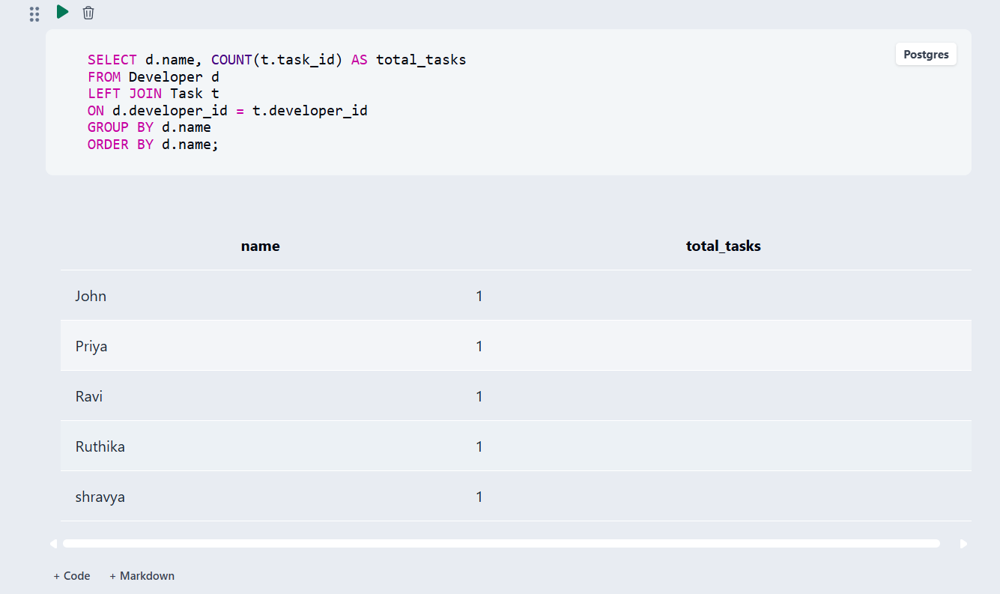 Postgres
SELECT d.name, COUNT(t.task_id) AS total_tasks
FROM Developer d
LEFT JOIN Task t
ON d.developer_id = t.developer_id
GROUP BY d.name
ORDER BY d.name;
name total_tasks
John 1
Priya 1
Ravi 1
Ruthika 1
shravya 1
+ Code + Markdown